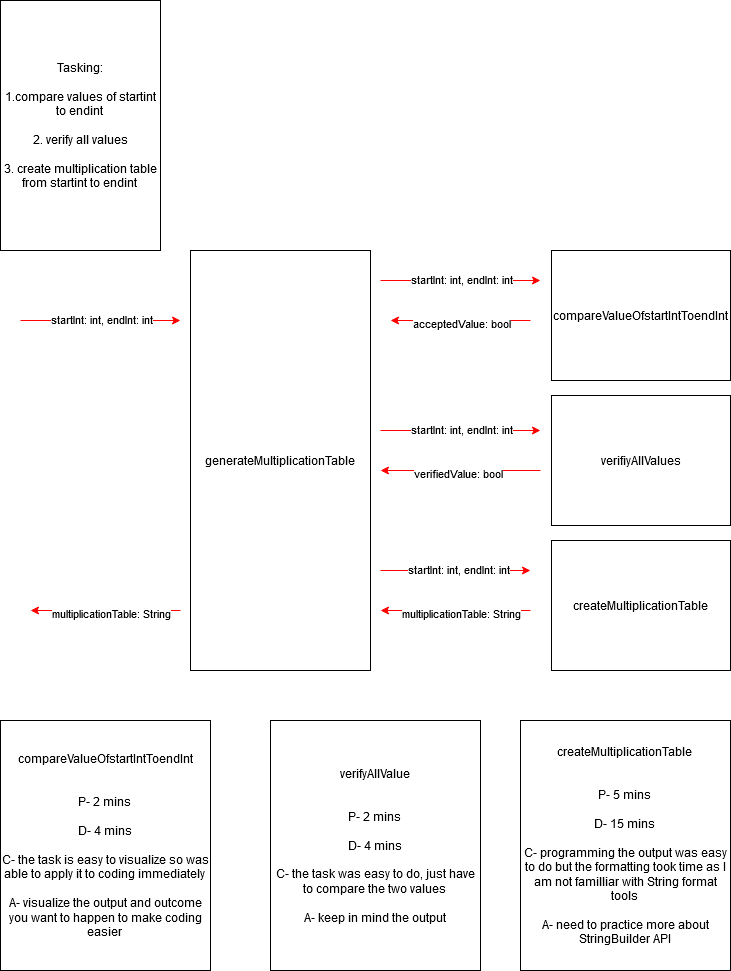 Tasking:
1.compare values of startint
to endint
2. verify all values
3. create multiplication table
from startint to endint
startInt: int, endInt: int
multiplicationTable: String
generateMultiplicationTable
startInt: int, endInt: int
acceptedValue: bool
compareValueOfstartIntToendInt
startInt: int, endInt: int
verifiedValue: bool
verifiyAllValues
startInt: int, endInt: int
multiplicationTable: String
createMultiplicationTable
compareValueOfstartIntToendInt
P- 2 mins
D- 4 mins
C- the task is easy to visualize so was
able to apply it to coding immediately
A- visualize the output and outcome
you want to happen to make coding
easier
verifyAllValue
P- 2 mins
D- 4 mins
C- the task was easy to do, just have
to compare the two values
A- keep in mind the output
createMultiplicationTable
P- 5 mins
D- 15 mins
C- programming the output was easy
to do but the formatting took time as I
am not familliar with String format
tools
A- need to practice more about
StringBuilder API